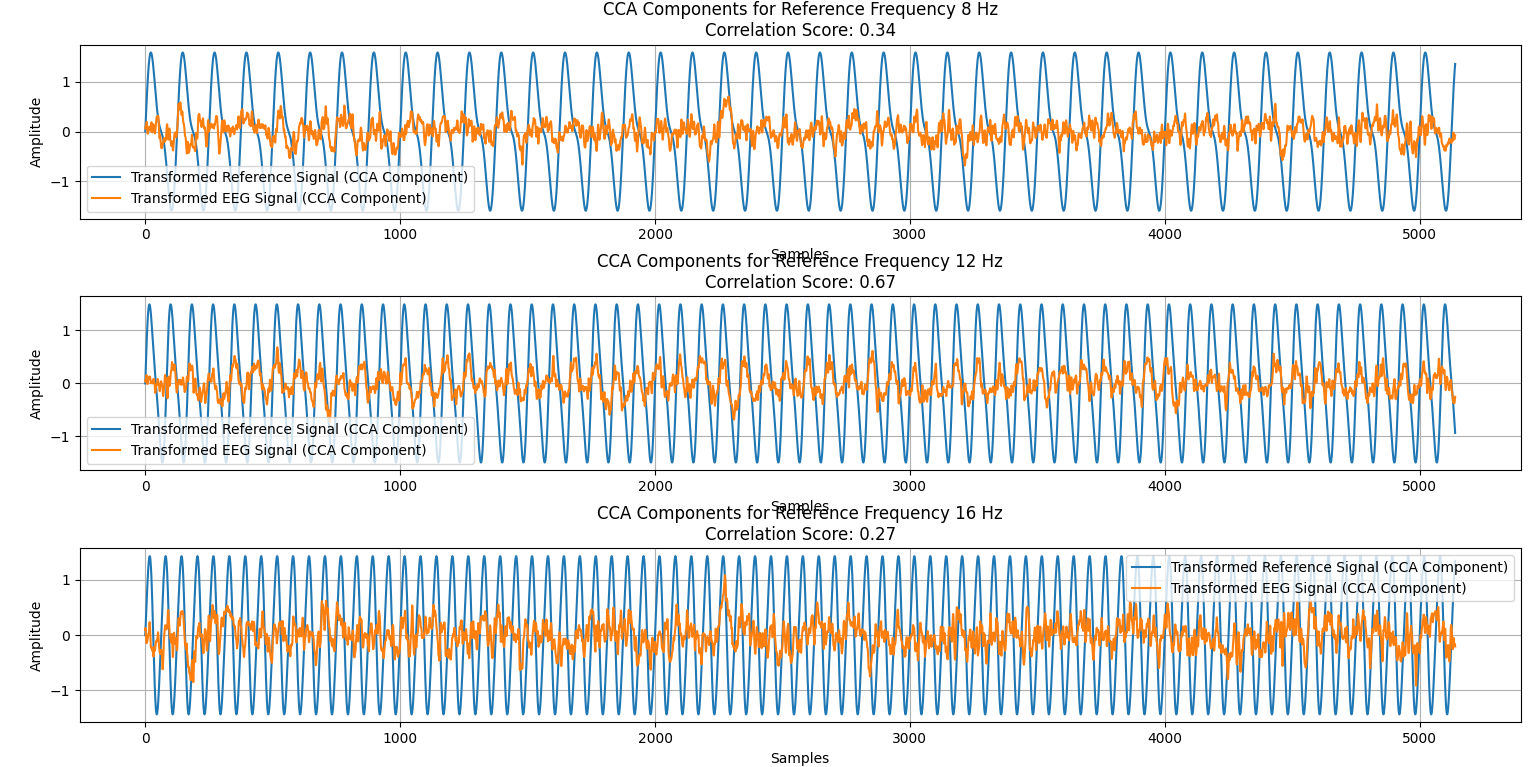 CCA Components for Reference Frequency 8 Hz
Correlation Score: 0.34
Amplitude
1
0
−1
Transformed Reference Signal (CCA Component)
Transformed EEG Signal (CCA Component)
0 1000 2000 3000 4000 5000
Samples
CCA Components for Reference Frequency 12 Hz
Correlation Score: 0.67
Amplitude
1
0
−1
Transformed Reference Signal (CCA Component)
Transformed EEG Signal (CCA Component)
0 1000 2000 3000 4000 5000
Samples
CCA Components for Reference Frequency 16 Hz
Correlation Score: 0.27
Amplitude
1
0
−1
Transformed Reference Signal (CCA Component)
Transformed EEG Signal (CCA Component)
0 1000 2000 3000 4000 5000
Samples